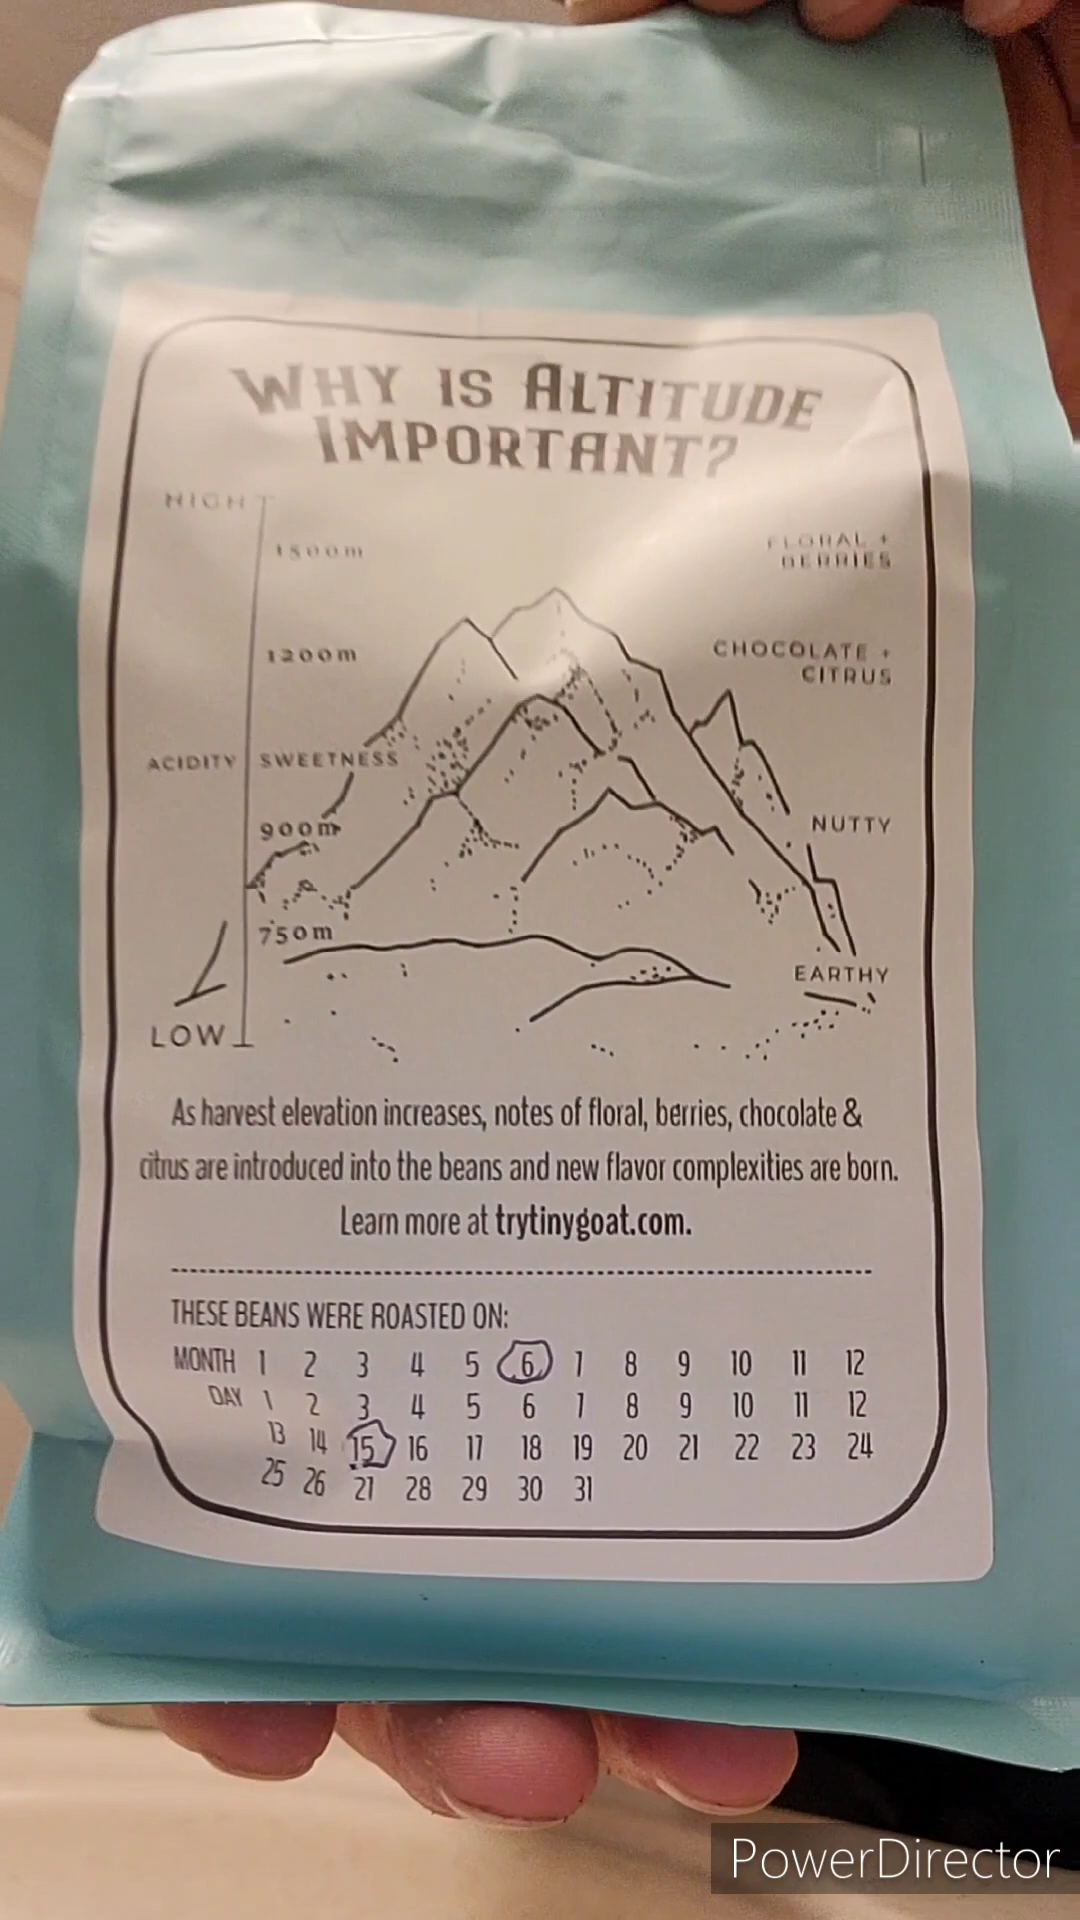 WHY IS ALTITUDE
IMPORTANT?
HIGH
1500m
FLORAL +
BERRIES
1200m
CHOCOLATE +
CITRUS
ACIDITY SWEETNESS
900m
NUTTY
750m
EARTHY
LOW
As harvest elevation increases, notes of floral, berries, chocolate &
citrus are introduced into the beans and new flavor complexities are born.
Learn more at trytinygoat.com.
THESE BEANS WERE ROASTED ON:
MONTH 1 2 3 4 5 6 7 8 9 10 11 12
DAY 1 2 3 4 5 6 7 8 9 10 11 12
13 14 15 16 17 18 19 20 21 22 23 24
25 26 27 28 29 30 31
PowerDirector